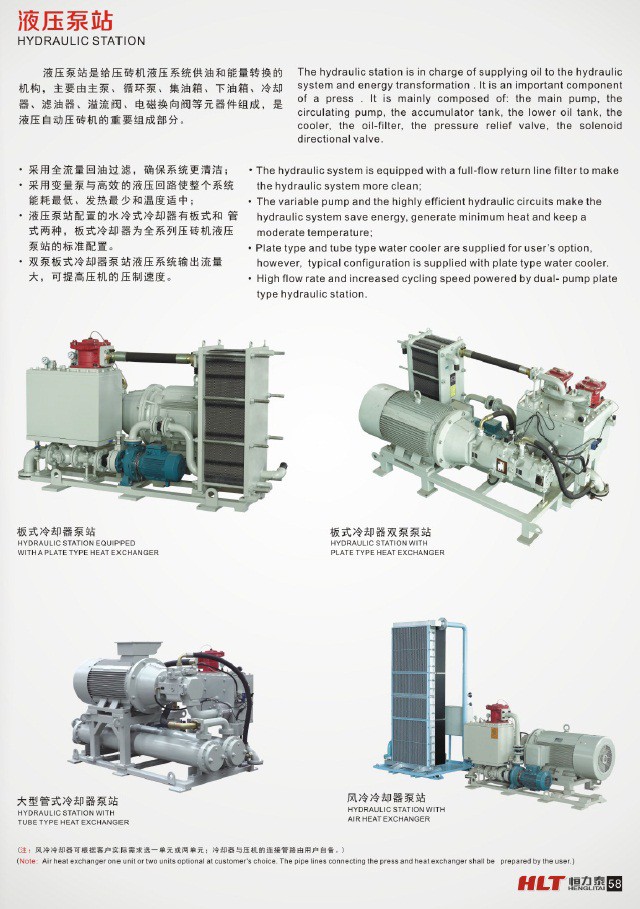 液压泵站
HYDRAULIC STATION
液压泵站是给压砖机液压系统供油和能量转换的
机构，主要由主泵、循环泵、集油箱、下油箱、冷却
器、滤油器、溢流阀、电磁换向阀等元器件组成，是
液压自动压砖机的重要组成部分。
The hydraulic station is in charge of supplying oil to the hydraulic
system and energy transformation . It is an important component
of a press . It is mainly composed of: the main pump, the
circulating pump, the accumulator tank, the lower oil tank, the
cooler, the oil-filter, the pressure relief valve, the solenoid
directional valve.
· 采用全流量回油过滤，确保系统更清洁；
· 采用变量泵与高效的液压回路使整个系统
能耗最低、发热最少和温度适中；
· 液压泵站配置的水冷式冷却器有板式和 管
式两种，板式冷却器为全系列压砖机液压
泵站的标准配置。
· 双泵板式冷却器泵站液压系统输出流量
大，可提高压机的压制速度。
· The hydraulic system is equipped with a full-flow return line filter to make
the hydraulic system more clean;
· The variable pump and the highly efficient hydraulic circuits make the
hydraulic system save energy, generate minimum heat and keep a
moderate temperature;
· Plate type and tube type water cooler are supplied for user's option,
however, typical configuration is supplied with plate type water cooler.
· High flow rate and increased cycling speed powered by dual- pump plate
type hydraulic station.
板式冷却器泵站
HYDRAULIC STATION EQUIPPED
WITH A PLATE TYPE HEAT EXCHANGER
板式冷却器双泵泵站
HYDRAULIC STATION WITH
PLATE TYPE HEAT EXCHANGER
大型管式冷却器泵站
HYDRAULIC STATION WITH
TUBE TYPE HEAT EXCHANGER
风冷冷却器泵站
HYDRAULIC STATION WITH
AIR HEAT EXCHANGER
(注：风冷冷却器可根据客户实际需求选一单元或两单元；冷却器与压机的连接管路由用户自备。)
(Note: Air heat exchanger one unit or two units optional at customer's choice. The pipe lines connecting the press and heat exchanger shall be prepared by the user.)
HLT 恒力泰 HENGLITAI 58